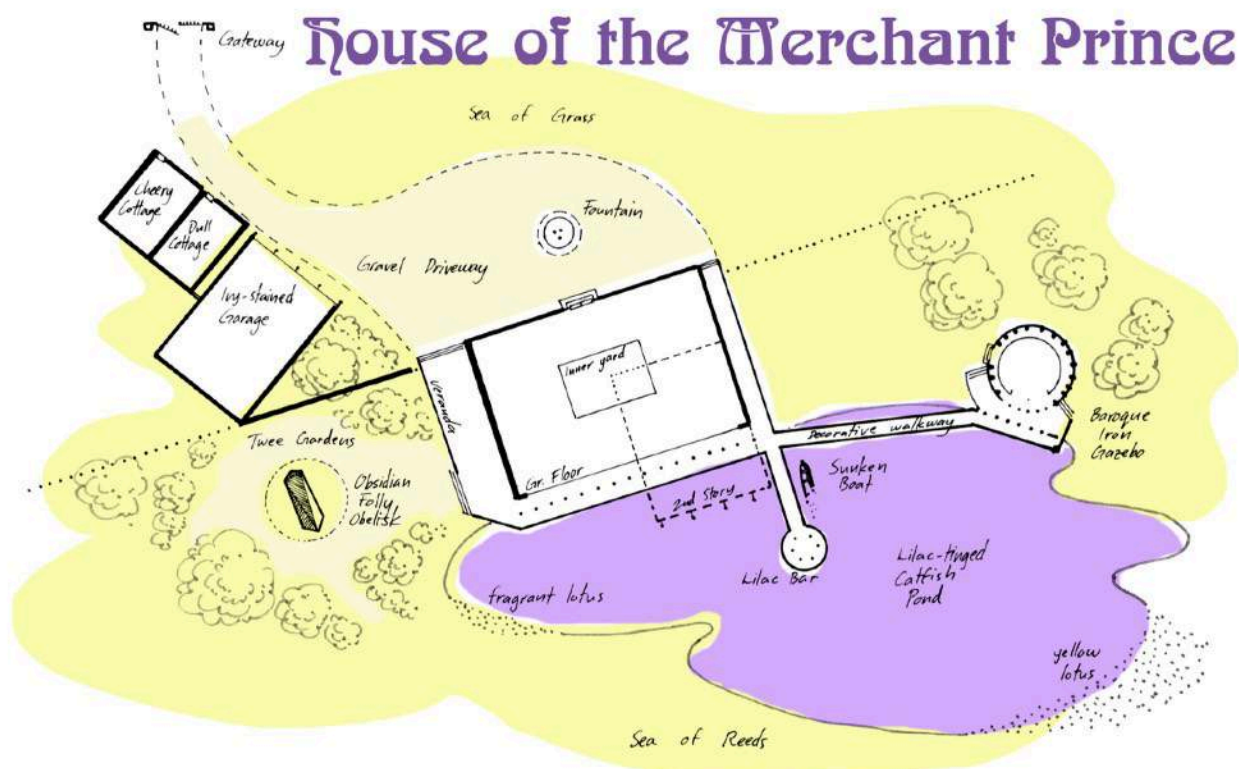 House of the Merchant Prince
Gateway
Sea of Grass
Cheery
Cottage
Dull
Cottage
Fountain
Gravel Driveway
Ivy-stained
Garage
Inner yard
Veranda
Decorative walkway
Baroque
Iron
Gazebo
Twee Gardens
Gr. Floor
Obsidian
Folly
Obelisk
2nd Story
Sunken
Boat
Lilac Bar
Lilac-tinged
Catfish
Pond
fragrant lotus
yellow
lotus
Sea of Reeds